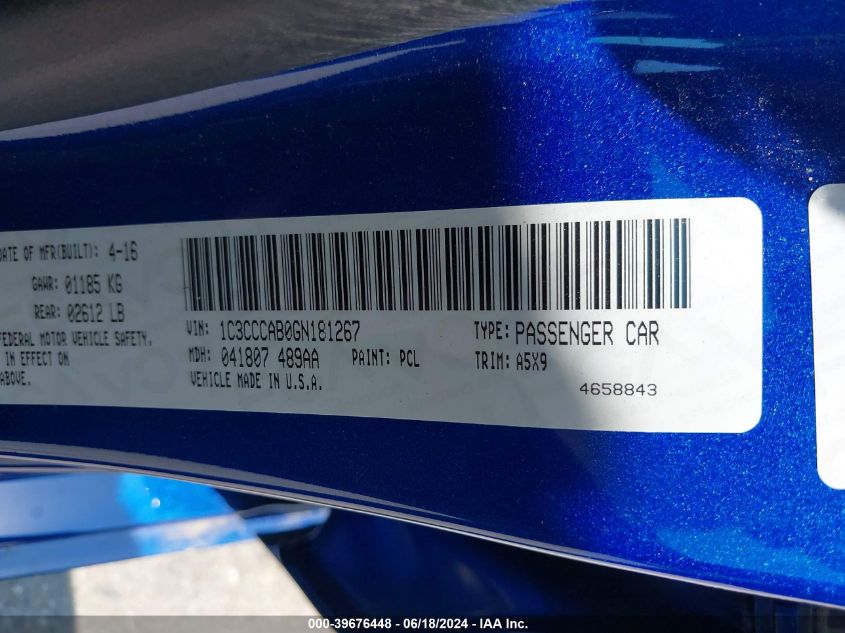 DATE OF MFR(BUILT): 4-16
GAWR: 01185 KG
REAR: 02612 LB
FEDERAL MOTOR VEHICLE SAFETY,
IN EFFECT ON
ABOVE.
VIN: 1C3CCCAB0GN181267 TYPE: PASSENGER CAR
MDH: 041807 489AA PAINT: PCL TRIM: A5X9
VEHICLE MADE IN U.S.A.
4658843
000-39676448 - 06/18/2024 - IAA Inc.